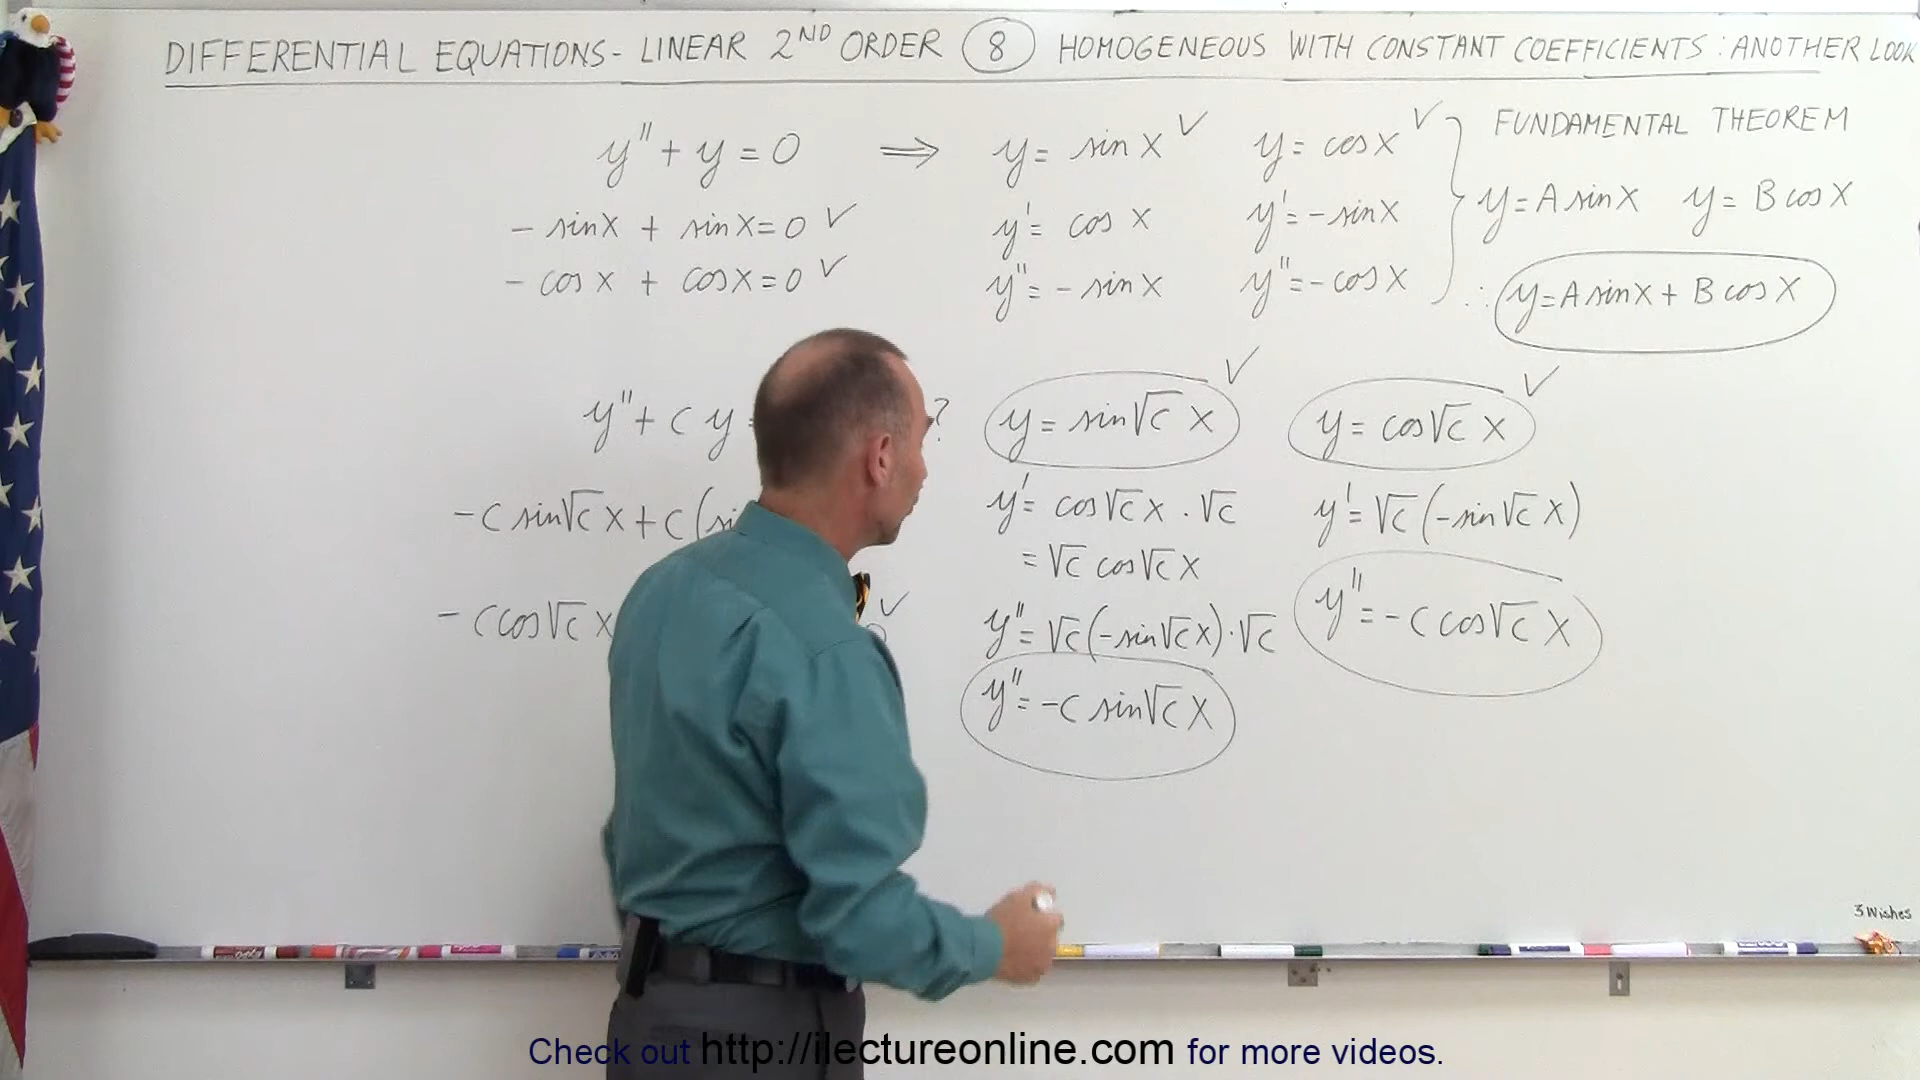 DIFFERENTIAL EQUATIONS - LINEAR 2ND ORDER 8 HOMOGENEOUS WITH CONSTANT COEFFICIENTS: ANOTHER LOOK
y'' + y = 0 ⇒ y = sin x ✓ y = cos x ✓ } FUNDAMENTAL THEOREM
- sin x + sin x = 0 ✓ y' = cos x y' = - sin x y = A sin x y = B cos x
- cos x + cos x = 0 ✓ y'' = - sin x y'' = - cos x ∴ y = A sin x + B cos x
y'' + c y = ? y = sin √c x ✓ y = cos √c x ✓
- c sin √c x + c ( y' = cos √c x · √c y' = √c (- sin √c x)
= √c cos √c x
- c cos √c x ✓ y'' = √c (- sin √c x) · √c y'' = - c cos √c x
y'' = - c sin √c x
3 Wishes
Check out http://ilectureonline.com for more videos.